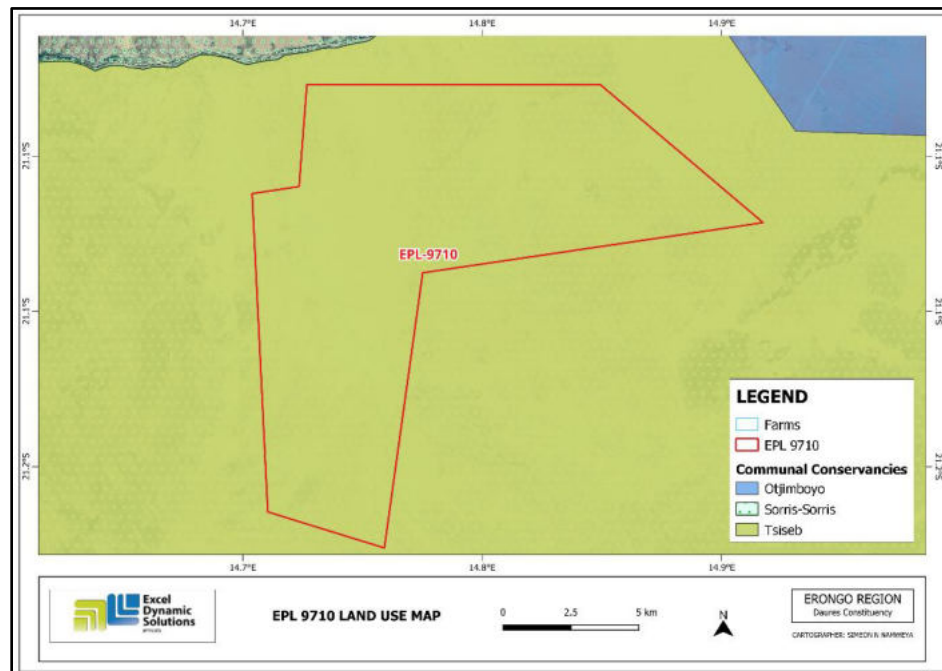 14.7°E 14.8°E 14.9°E
21.1°S 21.1°S
EPL-9710
21.1°S 21.1°S
LEGEND
Farms
EPL 9710
Communal Conservancies
Otjimboyo
Sorris-Sorris
Tsiseb
21.2°S 21.2°S
14.7°E 14.8°E 14.9°E
Excel
Dynamic
Solutions
EPL 9710 LAND USE MAP
0 2.5 5 km
N
ERONGO REGION
Daures Constituency
CARTOGRAPHER: SIMEON N NAMWEYA